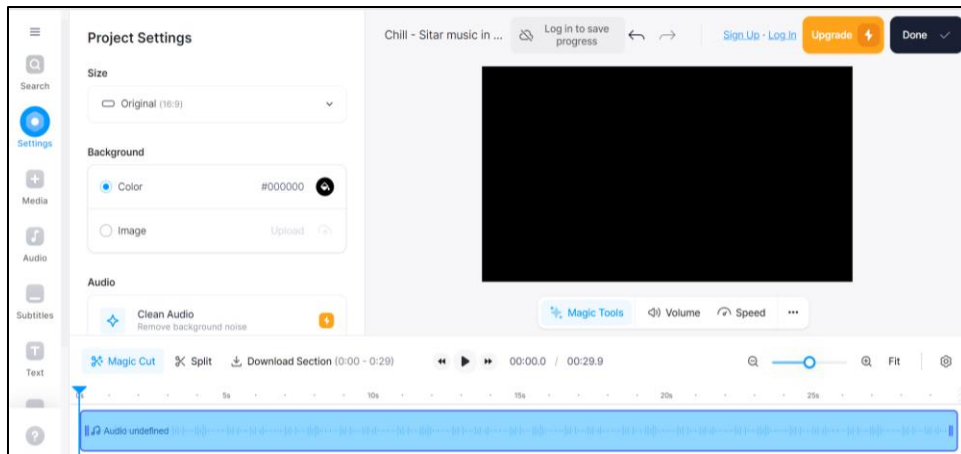 Project Settings
Chill - Sitar music in ...
Log in to save
progress
Sign Up - Log In
Upgrade
Done
Search
Settings
Media
Audio
Subtitles
Text
Size
Original (16:9)
Background
Color
#000000
Image
Upload
Audio
Clean Audio
Remove background noise
Magic Tools
Volume
Speed
...
Magic Cut
Split
Download Section (0:00 - 0:29)
00:00.0 / 00:29.9
Fit
5s
10s
15s
20s
25s
Audio undefined
?